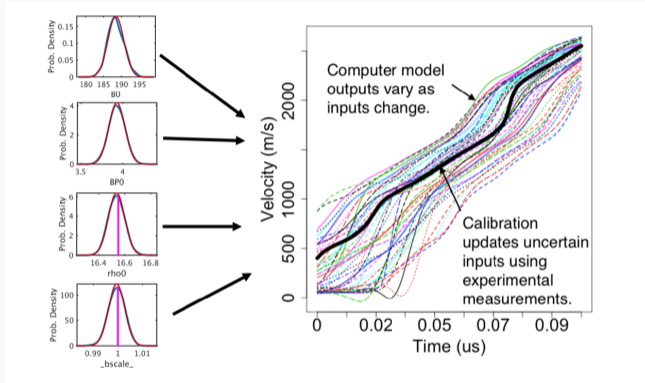 Prob. Density
0.15
0.1
0.05
0
180 185 190 195
B0
Prob. Density
4
2
0
3.5 4
BP0
Prob. Density
6
4
2
0
16.4 16.6 16.8
rho0
Prob. Density
100
50
0
0.99 1 1.01
_bscale_
Velocity (m/s)
2000
1000
500
0
Computer model
outputs vary as
inputs change.
Calibration
updates uncertain
inputs using
experimental
measurements.
0 0.02 0.05 0.07 0.09
Time (us)